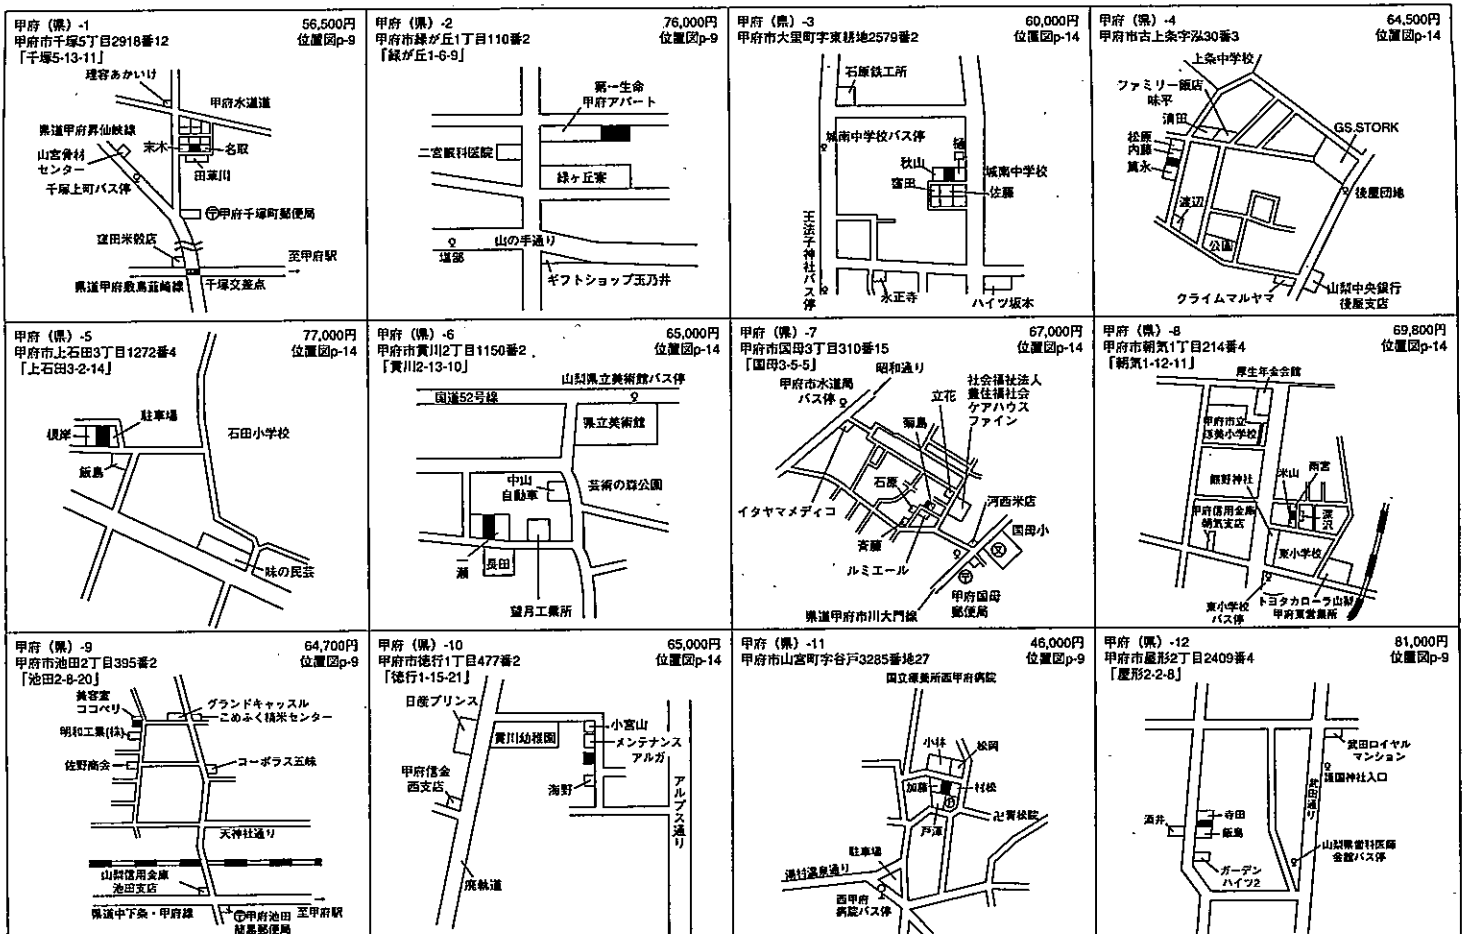 甲府（県）-1
56,500円
甲府市千塚5丁目2918番12
位置図p-9
「千塚5-13-11」
理容あかいけ
甲府水道道
県道甲府昇仙峡線
末木
名取
山宮骨材
センター
田草川
千塚上町バス停
〒甲府千塚町郵便局
窪田米穀店
至甲府駅
県道甲府敷島韮崎線
千塚交差点
甲府（県）-2
76,000円
甲府市緑が丘1丁目110番2
位置図p-9
「緑が丘1-6-9」
第一生命
甲府アパート
二宮眼科医院
緑ヶ丘寮
山の手通り
塩部
ギフトショップ玉乃井
甲府（県）-3
60,000円
甲府市大里町字東耕地2579番2
位置図p-14
石原鉄工所
城南中学校バス停
樋
秋山
城南中学校
窪田
佐藤
王法子神社バス停
永正寺
ハイツ坂本
甲府（県）-4
64,500円
甲府市古上条字泓30番3
位置図p-14
上条中学校
ファミリー飯店
味平
清田
GS.STORK
松原
内藤
萬永
後屋団地
渡辺
公園
クライムマルヤマ
山梨中央銀行
後屋支店
甲府（県）-5
77,000円
甲府市上石田3丁目1272番4
位置図p-14
「上石田3-2-14」
駐車場
根岸
石田小学校
飯島
味の民芸
甲府（県）-6
65,000円
甲府市貢川2丁目1150番2
位置図p-14
「貢川2-13-10」
山梨県立美術館バス停
国道52号線
県立美術館
中山
自動車
芸術の森公園
一瀬
長田
望月工業所
甲府（県）-7
67,000円
甲府市国母3丁目310番15
位置図p-14
「国母3-5-5」
昭和通り
甲府市水道局
バス停
社会福祉法人
豊住福祉会
ケアハウス
ファイン
立花
菊島
石原
イタヤマメディコ
河西米店
国母小
斉藤
ルミエール
甲府国母
郵便局
県道甲府市川大門線
甲府（県）-8
69,800円
甲府市朝気1丁目214番4
位置図p-14
「朝気1-12-11」
厚生年金会館
甲府市立
琢美小学校
米山
雨宮
熊野神社
甲府信用金庫
朝気支店
深沢
東小学校
東小学校
バス停
トヨタカローラ山梨
甲府東営業所
甲府（県）-9
64,700円
甲府市池田2丁目395番2
位置図p-9
「池田2-8-20」
美容室
ココペリ
グランドキャッスル
こめふく精米センター
明和工業(株)
佐野商会
コーポラス五味
天神社通り
山梨信用金庫
池田支店
県道中下条・甲府線
〒甲府池田
簡易郵便局
至甲府駅
甲府（県）-10
65,000円
甲府市徳行1丁目477番2
位置図p-14
「徳行1-15-21」
日産プリンス
小宮山
貢川幼稚園
メンテナンス
アルガ
甲府信金
西支店
海野
アルプス通り
廃軌道
甲府（県）-11
46,000円
甲府市山宮町字谷戸3285番地27
位置図p-9
国立療養所西甲府病院
小林
松岡
加藤
村松
戸澤
卍青松院
駐車場
湯村温泉通り
西甲府
病院バス停
甲府（県）-12
81,000円
甲府市屋形2丁目2409番4
位置図p-9
「屋形2-2-8」
武田ロイヤル
マンション
護国神社入口
武田通り
酒井
寺田
飯島
ガーデン
ハイツ2
山梨県歯科医師
会館バス停